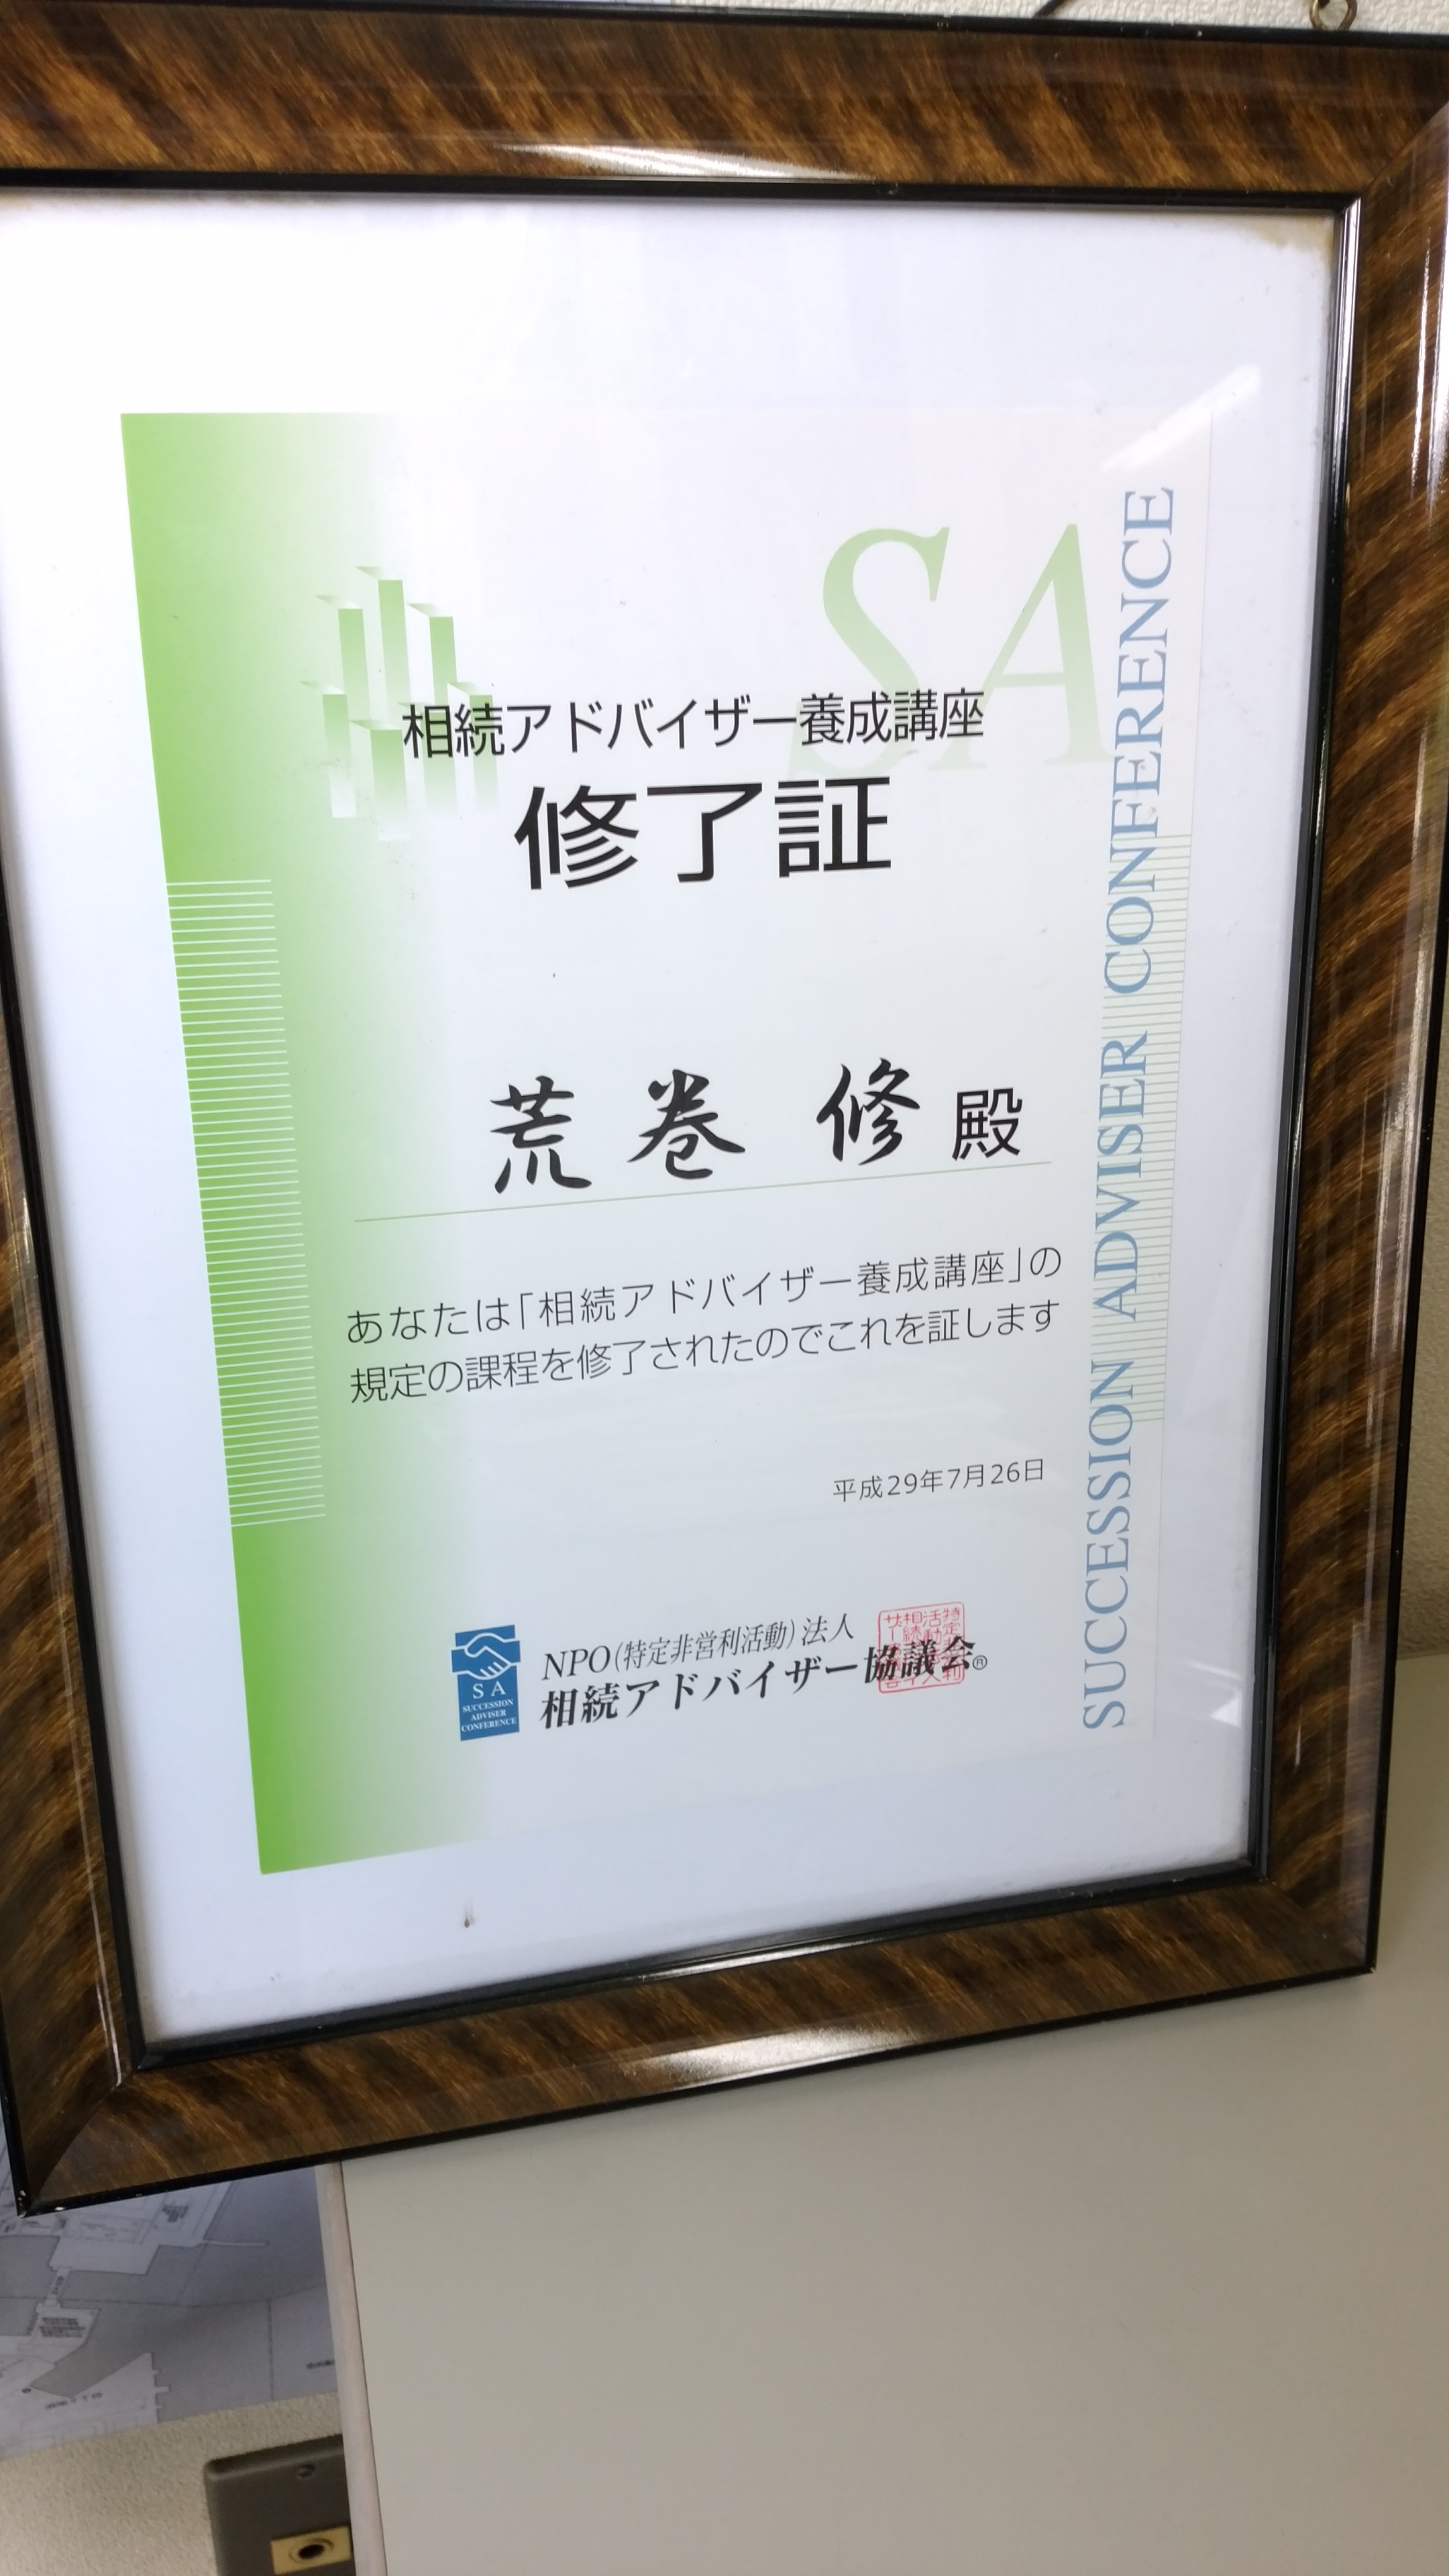 SA
相続アドバイザー養成講座
修了証
荒巻 修 殿
あなたは「相続アドバイザー養成講座」の
規定の課程を修了されたのでこれを証します
平成29年7月26日
NPO(特定非営利活動)法人
相続アドバイザー協議会®
SA
SUCCESSION
ADVISER
CONFERENCE
SUCCESSION ADVISER CONFERENCE